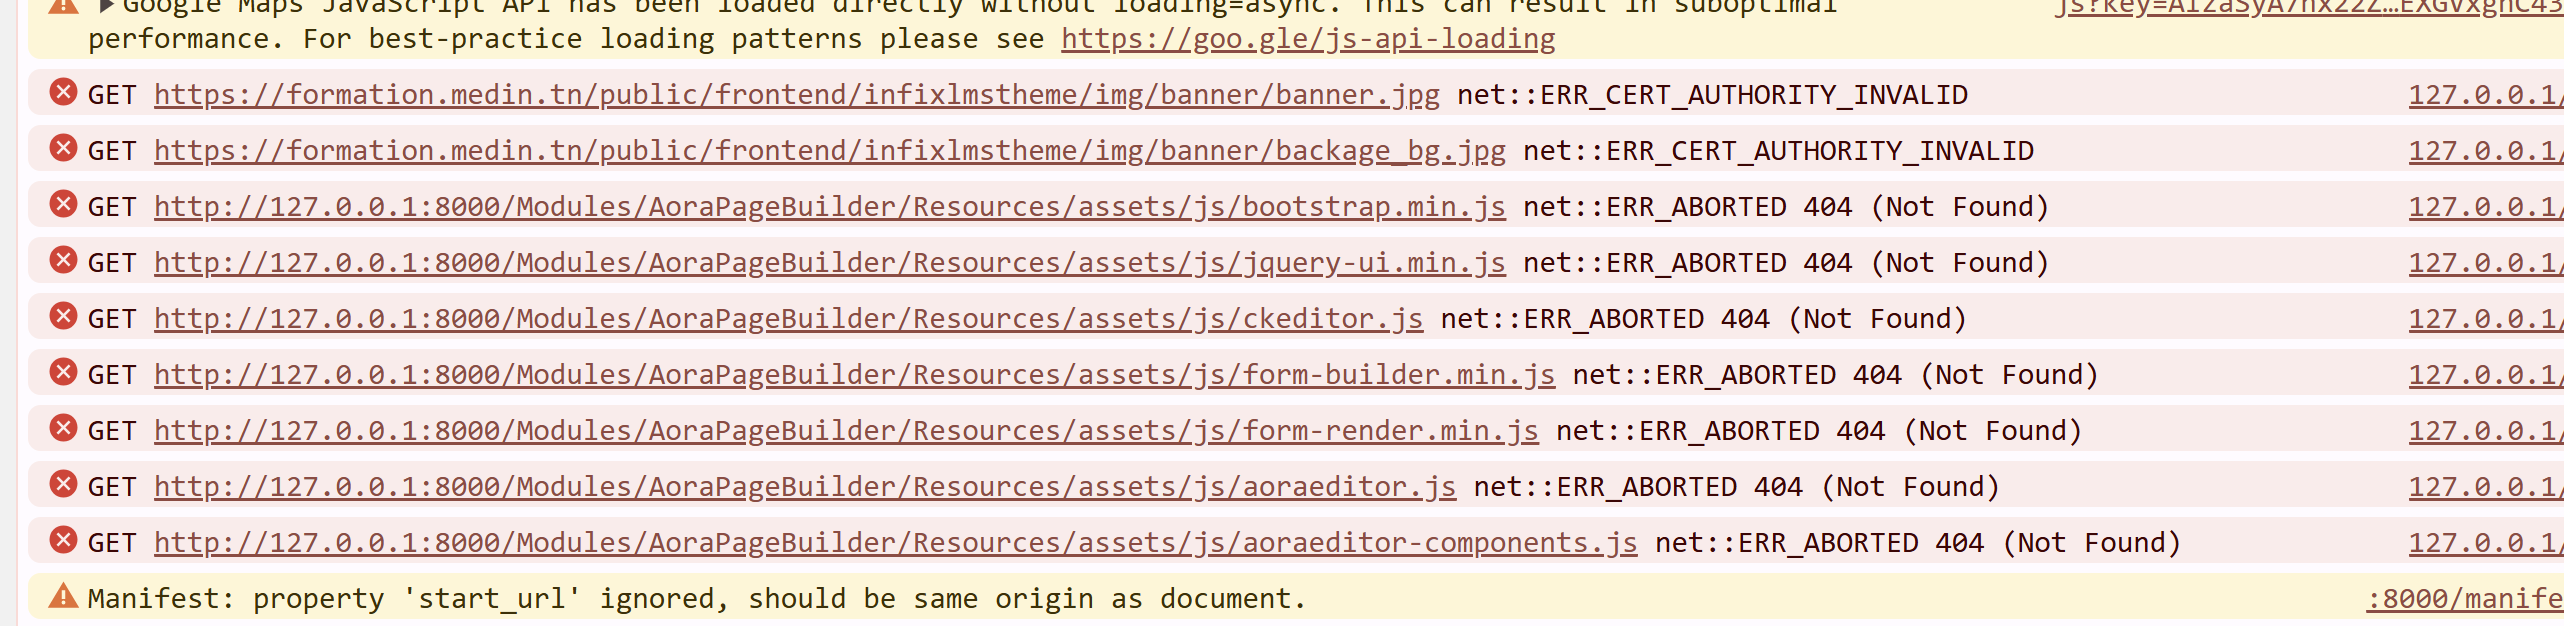 Google Maps JavaScript API has been loaded directly without loading=async. This can result in suboptimal js?key=AIzaSyA7nx22Z…EXGVxgnC43
performance. For best-practice loading patterns please see https://goo.gle/js-api-loading
GET https://formation.medin.tn/public/frontend/infixlmstheme/img/banner/banner.jpg net::ERR_CERT_AUTHORITY_INVALID 127.0.0.1/
GET https://formation.medin.tn/public/frontend/infixlmstheme/img/banner/backage_bg.jpg net::ERR_CERT_AUTHORITY_INVALID 127.0.0.1/
GET http://127.0.0.1:8000/Modules/AoraPageBuilder/Resources/assets/js/bootstrap.min.js net::ERR_ABORTED 404 (Not Found) 127.0.0.1/
GET http://127.0.0.1:8000/Modules/AoraPageBuilder/Resources/assets/js/jquery-ui.min.js net::ERR_ABORTED 404 (Not Found) 127.0.0.1/
GET http://127.0.0.1:8000/Modules/AoraPageBuilder/Resources/assets/js/ckeditor.js net::ERR_ABORTED 404 (Not Found) 127.0.0.1/
GET http://127.0.0.1:8000/Modules/AoraPageBuilder/Resources/assets/js/form-builder.min.js net::ERR_ABORTED 404 (Not Found) 127.0.0.1/
GET http://127.0.0.1:8000/Modules/AoraPageBuilder/Resources/assets/js/form-render.min.js net::ERR_ABORTED 404 (Not Found) 127.0.0.1/
GET http://127.0.0.1:8000/Modules/AoraPageBuilder/Resources/assets/js/aoraeditor.js net::ERR_ABORTED 404 (Not Found) 127.0.0.1/
GET http://127.0.0.1:8000/Modules/AoraPageBuilder/Resources/assets/js/aoraeditor-components.js net::ERR_ABORTED 404 (Not Found) 127.0.0.1/
Manifest: property 'start_url' ignored, should be same origin as document. :8000/manife